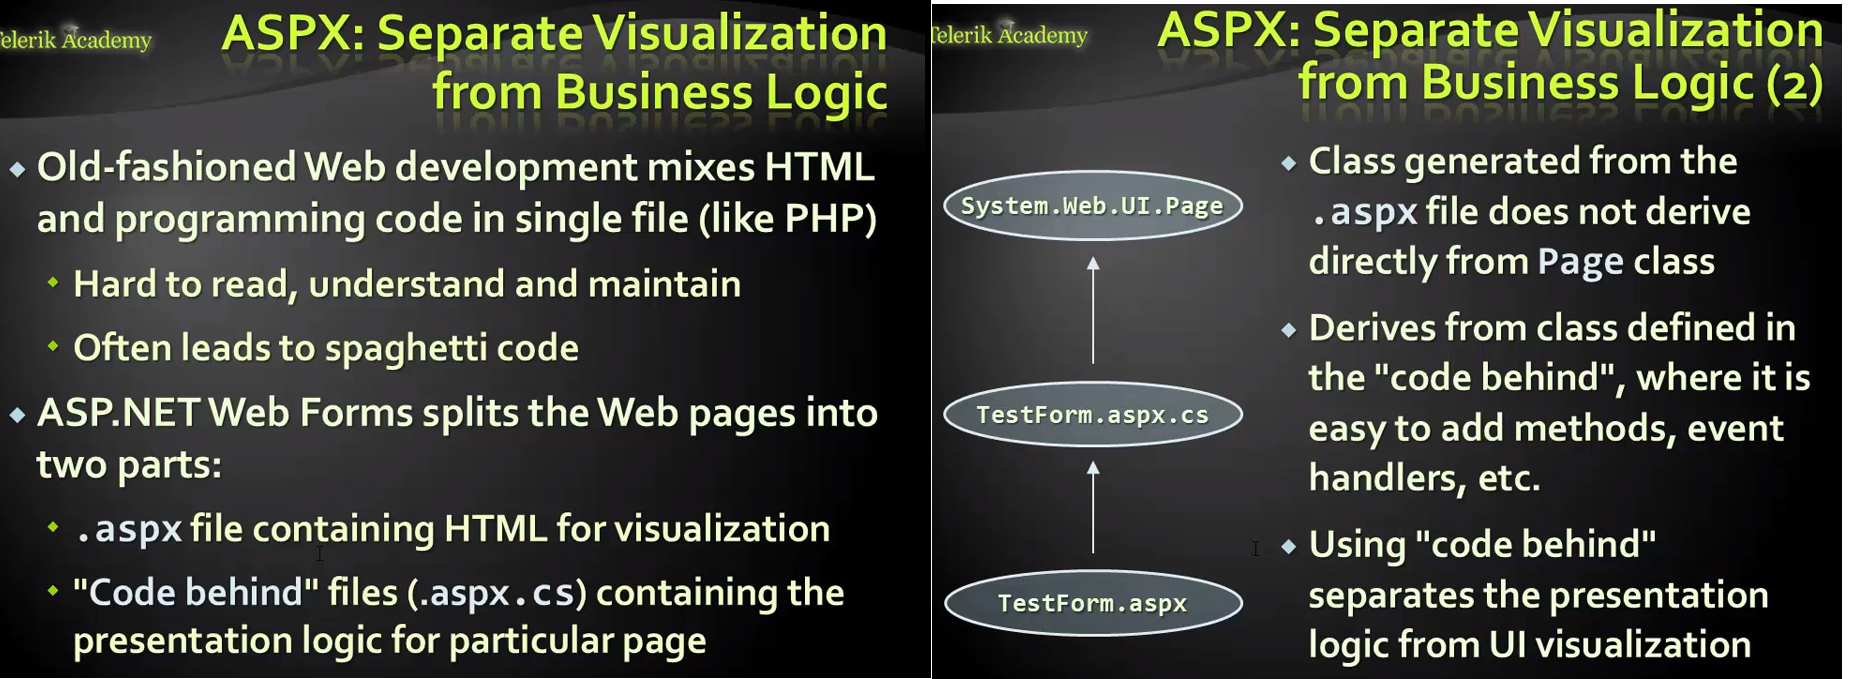 Telerik Academy
ASPX: Separate Visualization
from Business Logic
Old-fashioned Web development mixes HTML
and programming code in single file (like PHP)
Hard to read, understand and maintain
Often leads to spaghetti code
ASP.NET Web Forms splits the Web pages into
two parts:
.aspx file containing HTML for visualization
"Code behind" files (.aspx.cs) containing the
presentation logic for particular page
Telerik Academy
ASPX: Separate Visualization
from Business Logic (2)
System.Web.UI.Page
TestForm.aspx.cs
TestForm.aspx
Class generated from the
.aspx file does not derive
directly from Page class
Derives from class defined in
the "code behind", where it is
easy to add methods, event
handlers, etc.
Using "code behind"
separates the presentation
logic from UI visualization